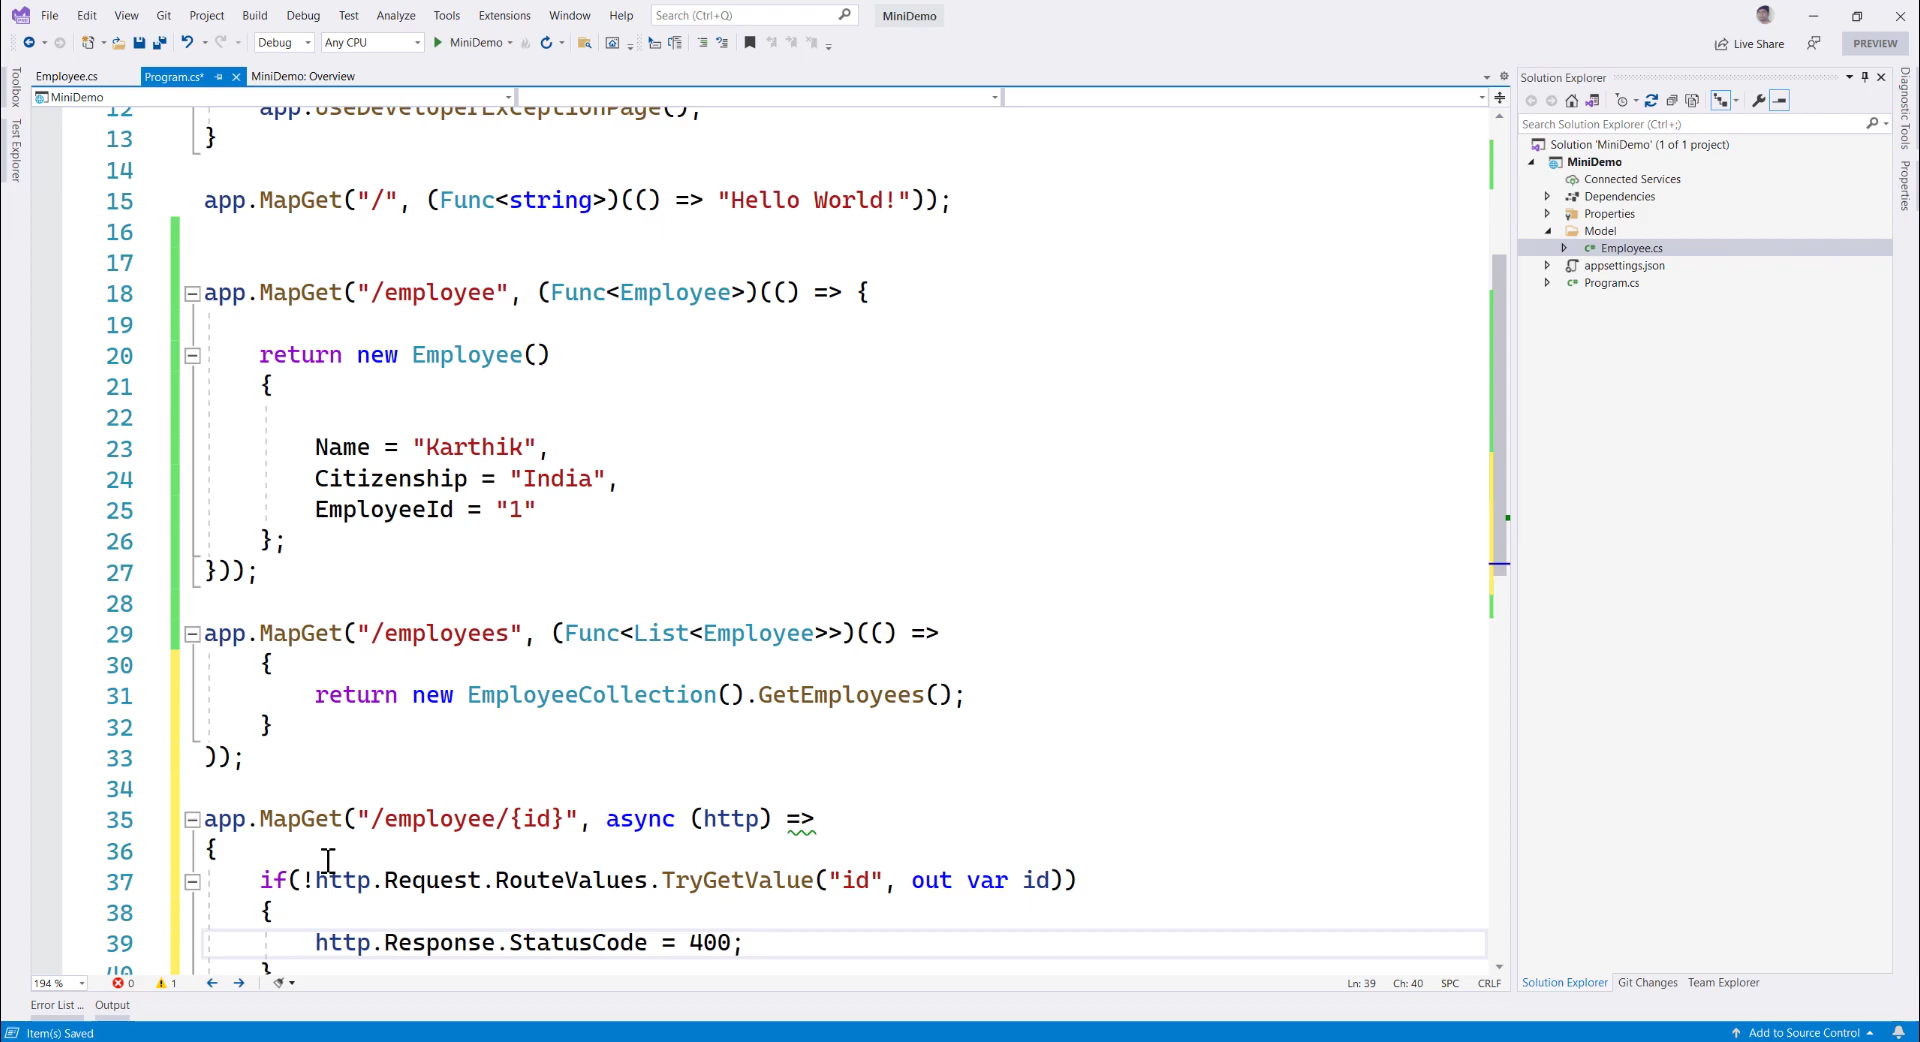 File Edit View Git Project Build Debug Test Analyze Tools Extensions Window Help Search (Ctrl+Q) MiniDemo
Debug Any CPU MiniDemo Live Share PREVIEW
Employee.cs Program.cs* MiniDemo: Overview
MiniDemo
Toolbox
Test Explorer
12 app.UseDeveloperExceptionPage();
13 }
14
15 app.MapGet("/", (Func<string>)(() => "Hello World!"));
16
17
18 app.MapGet("/employee", (Func<Employee>)(() => {
19
20 return new Employee()
21 {
22
23 Name = "Karthik",
24 Citizenship = "India",
25 EmployeeId = "1"
26 };
27 }));
28
29 app.MapGet("/employees", (Func<List<Employee>>)(() =>
30 {
31 return new EmployeeCollection().GetEmployees();
32 }
33 ));
34
35 app.MapGet("/employee/{id}", async (http) =>
36 {
37 if(!http.Request.RouteValues.TryGetValue("id", out var id))
38 {
39 http.Response.StatusCode = 400;
40 }
194 % 0 1 Ln: 39 Ch: 40 SPC CRLF
Error List ... Output
Item(s) Saved Add to Source Control
Solution Explorer
Search Solution Explorer (Ctrl+;)
Solution 'MiniDemo' (1 of 1 project)
MiniDemo
Connected Services
Dependencies
Properties
Model
Employee.cs
appsettings.json
Program.cs
Solution Explorer Git Changes Team Explorer
Diagnostic Tools
Properties